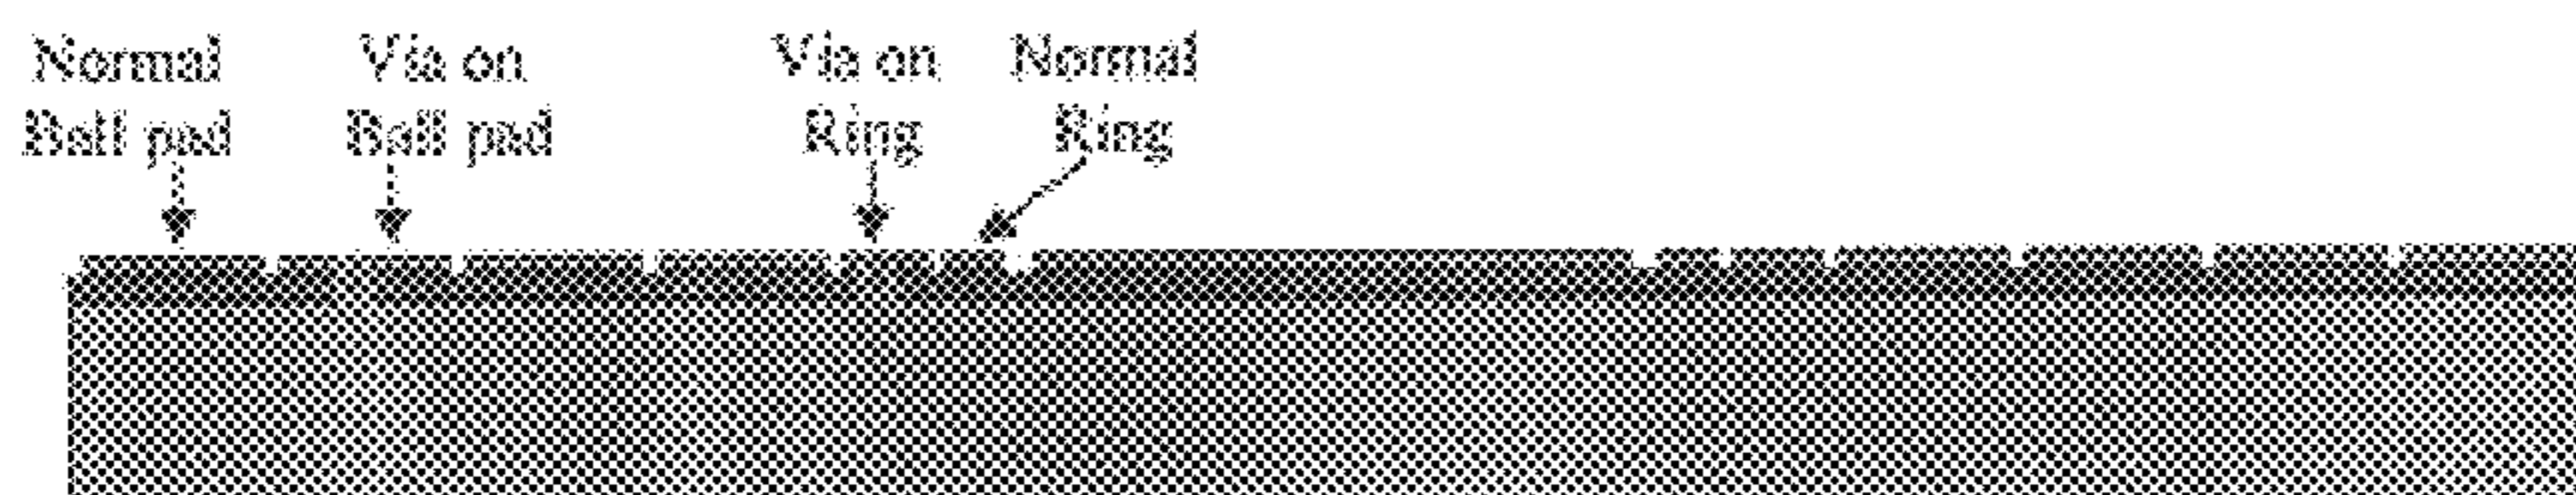 Normal
Ball pad
Via on
Ball pad
Via on
Ring
Normal
Ring